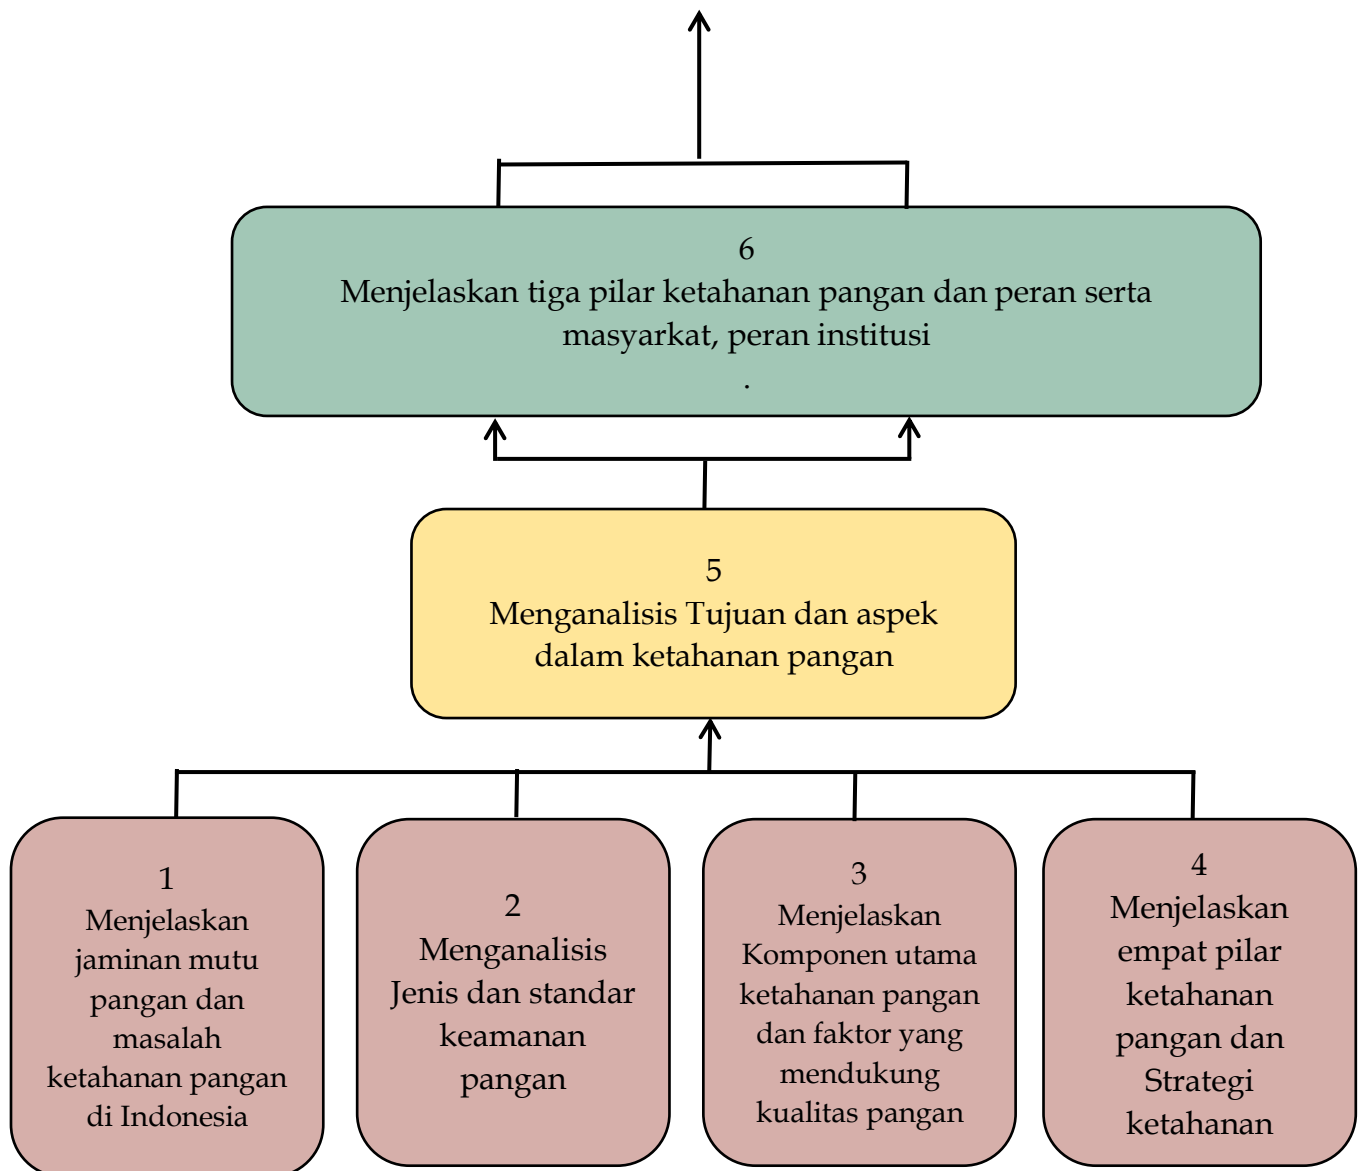 6
Menjelaskan tiga pilar ketahanan pangan dan peran serta
masyarkat, peran institusi
.
5
Menganalisis Tujuan dan aspek
dalam ketahanan pangan
1
Menjelaskan
jaminan mutu
pangan dan
masalah
ketahanan pangan
di Indonesia
2
Menganalisis
Jenis dan standar
keamanan
pangan
3
Menjelaskan
Komponen utama
ketahanan pangan
dan faktor yang
mendukung
kualitas pangan
4
Menjelaskan
empat pilar
ketahanan
pangan dan
Strategi
ketahanan